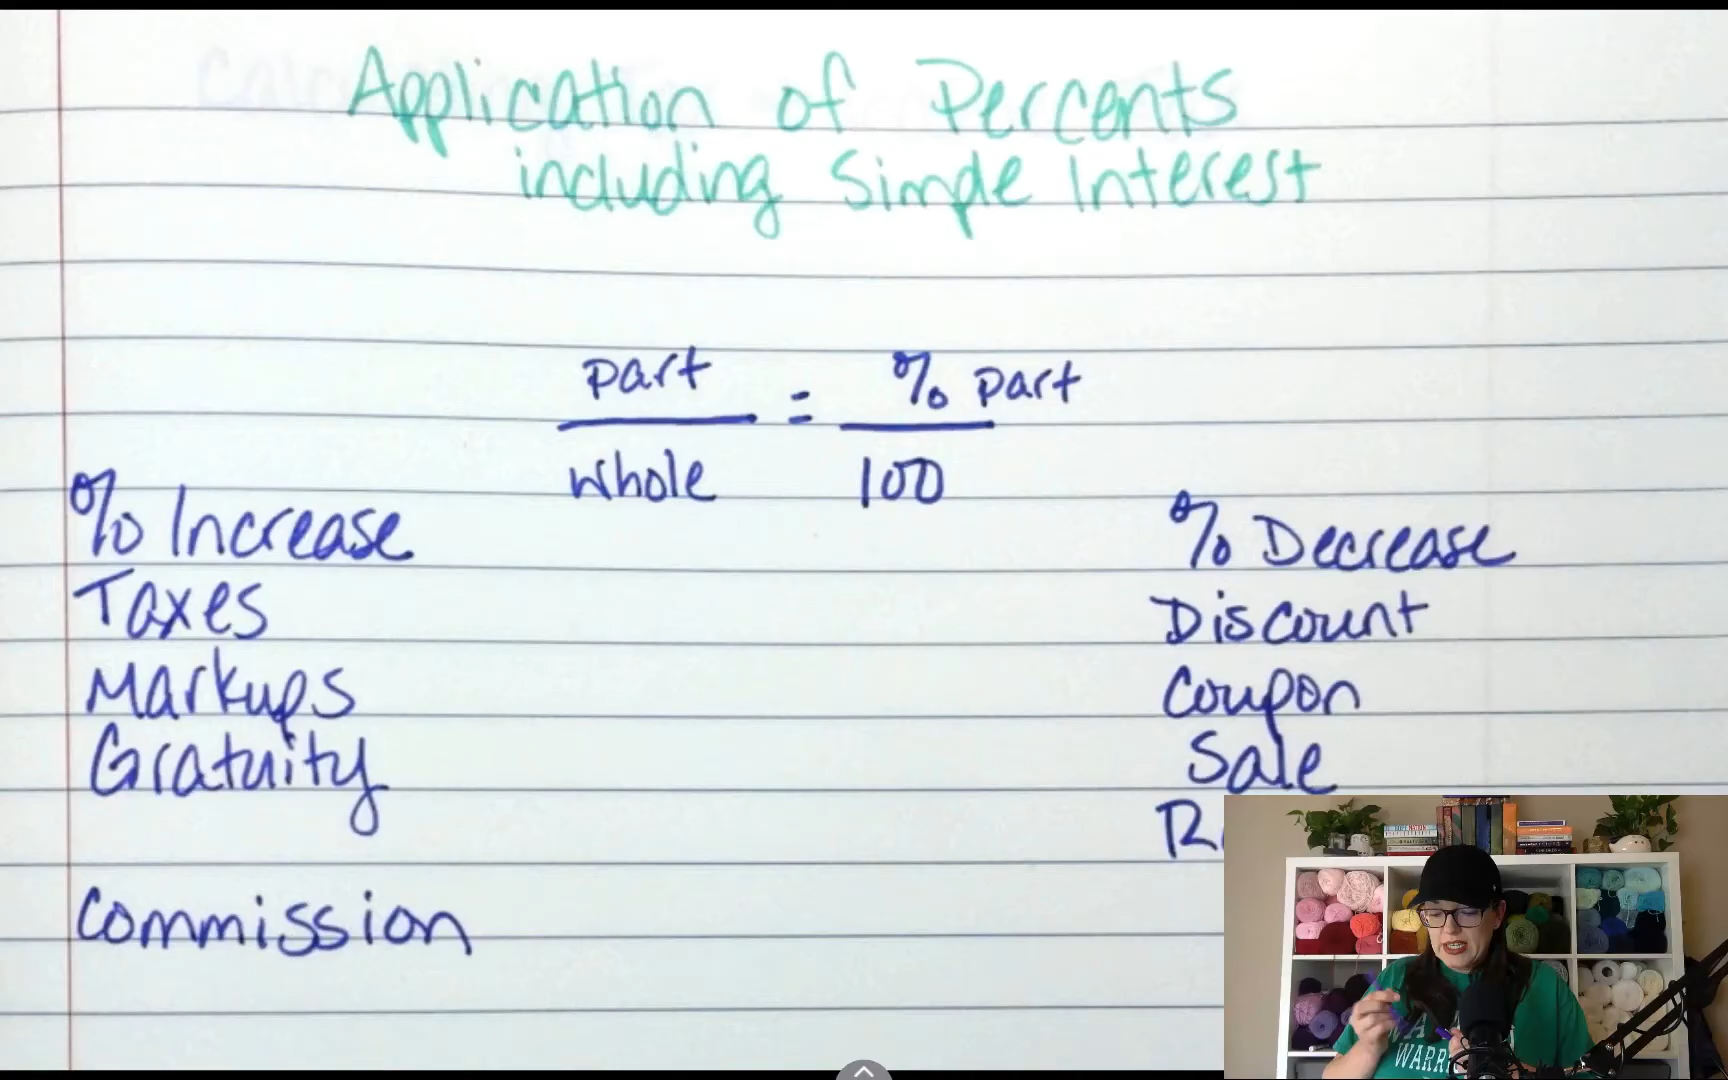 Application of Percents
including Simple Interest
part = % part
whole 100
% Increase
Taxes
Markups
Gratuity
Commission
% Decrease
Discount
Coupon
Sale